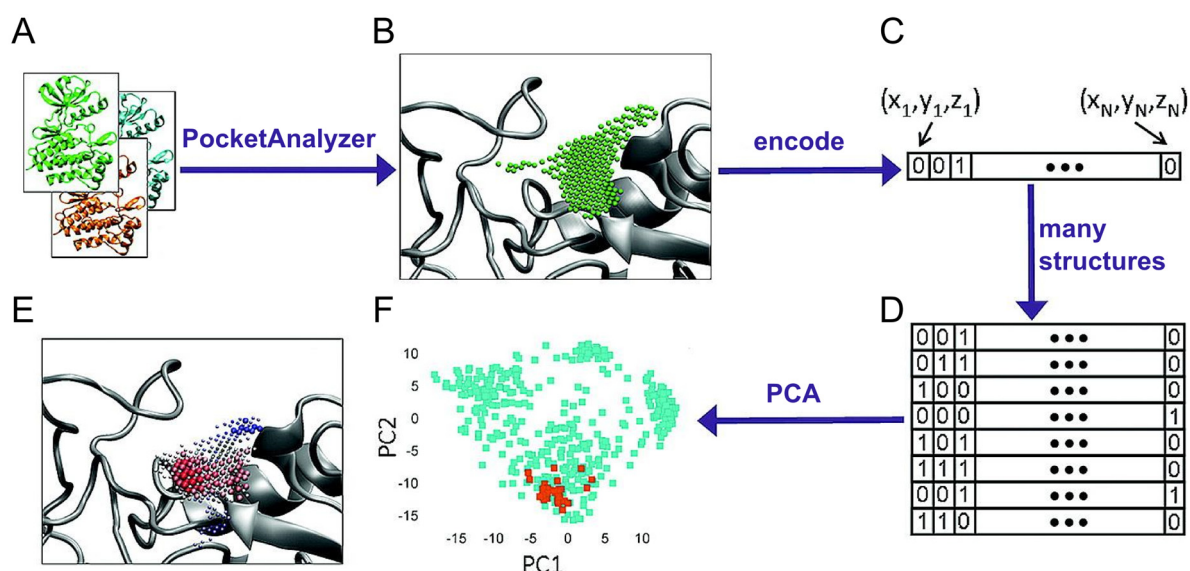 A
B
C
PocketAnalyzer
encode
(x1,y1,z1)
(xN,yN,zN)
0 0 1 ••• 0
many
structures
E
F
D
PCA
0 0 1 ••• 0
0 1 1 ••• 0
1 0 0 ••• 0
0 0 0 ••• 1
1 0 1 ••• 0
1 1 1 ••• 0
0 0 1 ••• 1
1 1 0 ••• 0
PC2
10
5
0
-5
-10
-15
-15 -10 -5 0 5 10
PC1